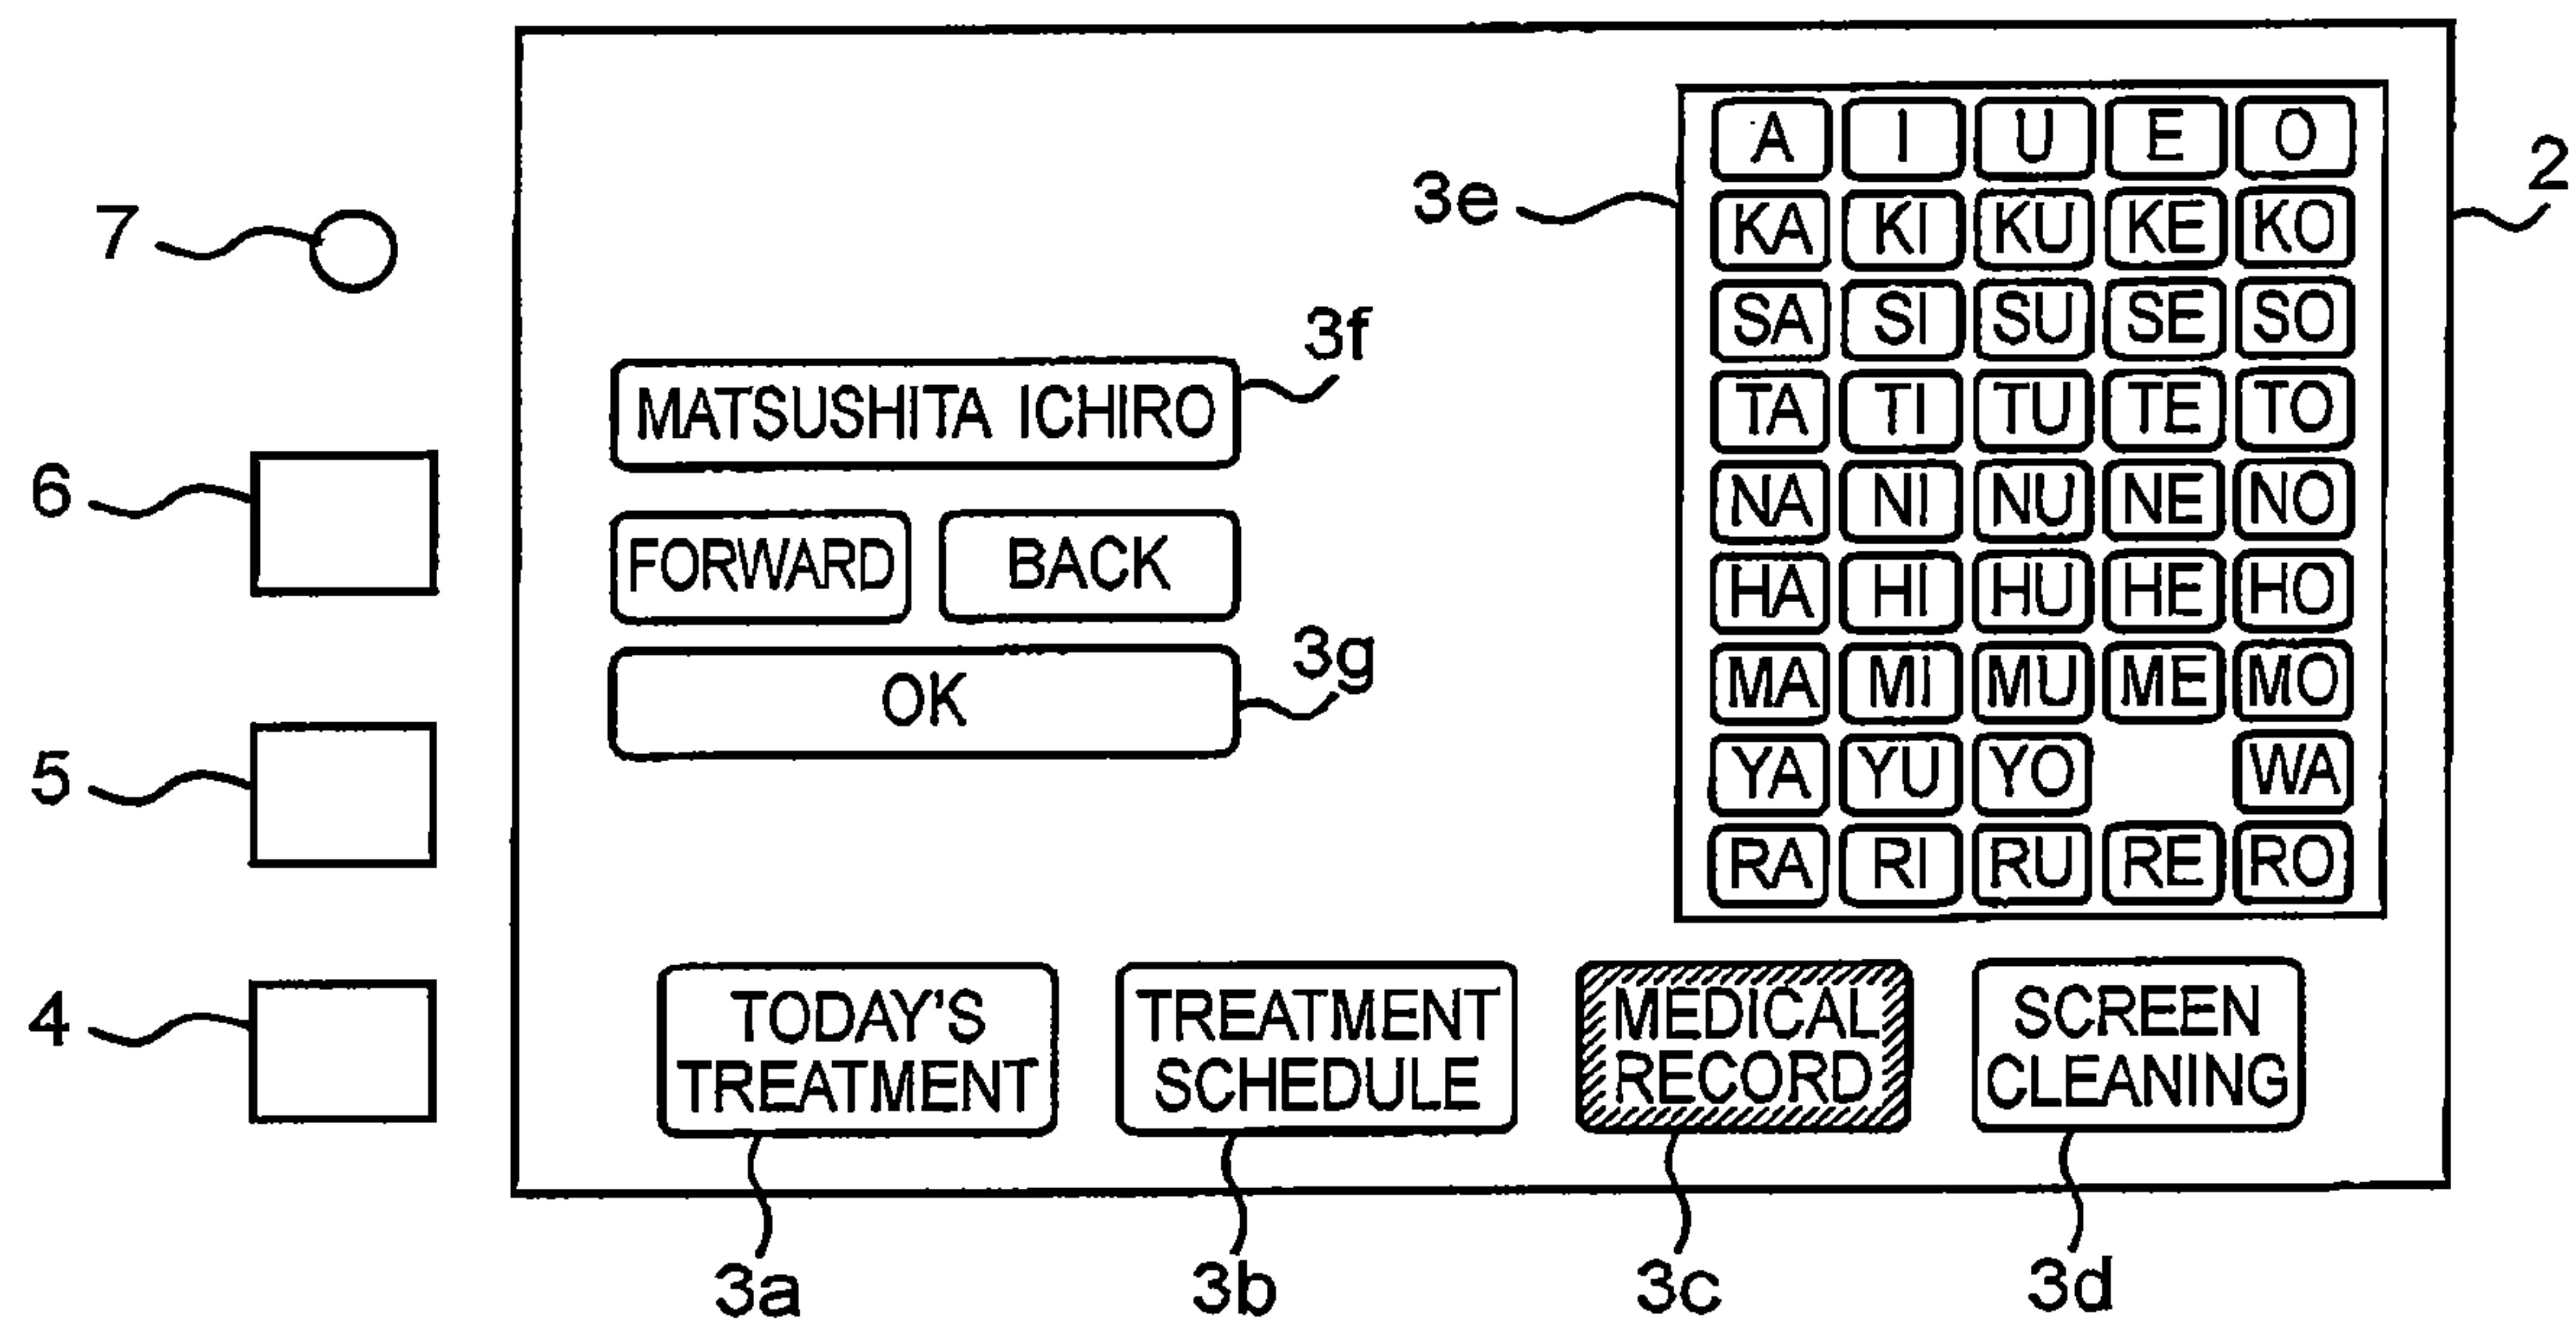 A I U E O
2
3e
KA KI KU KE KO
7
SA SI SU SE SO
3f
MATSUSHITA ICHIRO
TA TI TU TE TO
6
NA NI NU NE NO
FORWARD BACK
HA HI HU HE HO
3g
OK
MA MI MU ME MO
5
YA YU YO WA
RA RI RU RE RO
4
TODAY'S
TREATMENT
TREATMENT
SCHEDULE
MEDICAL
RECORD
SCREEN
CLEANING
3a 3b 3c 3d